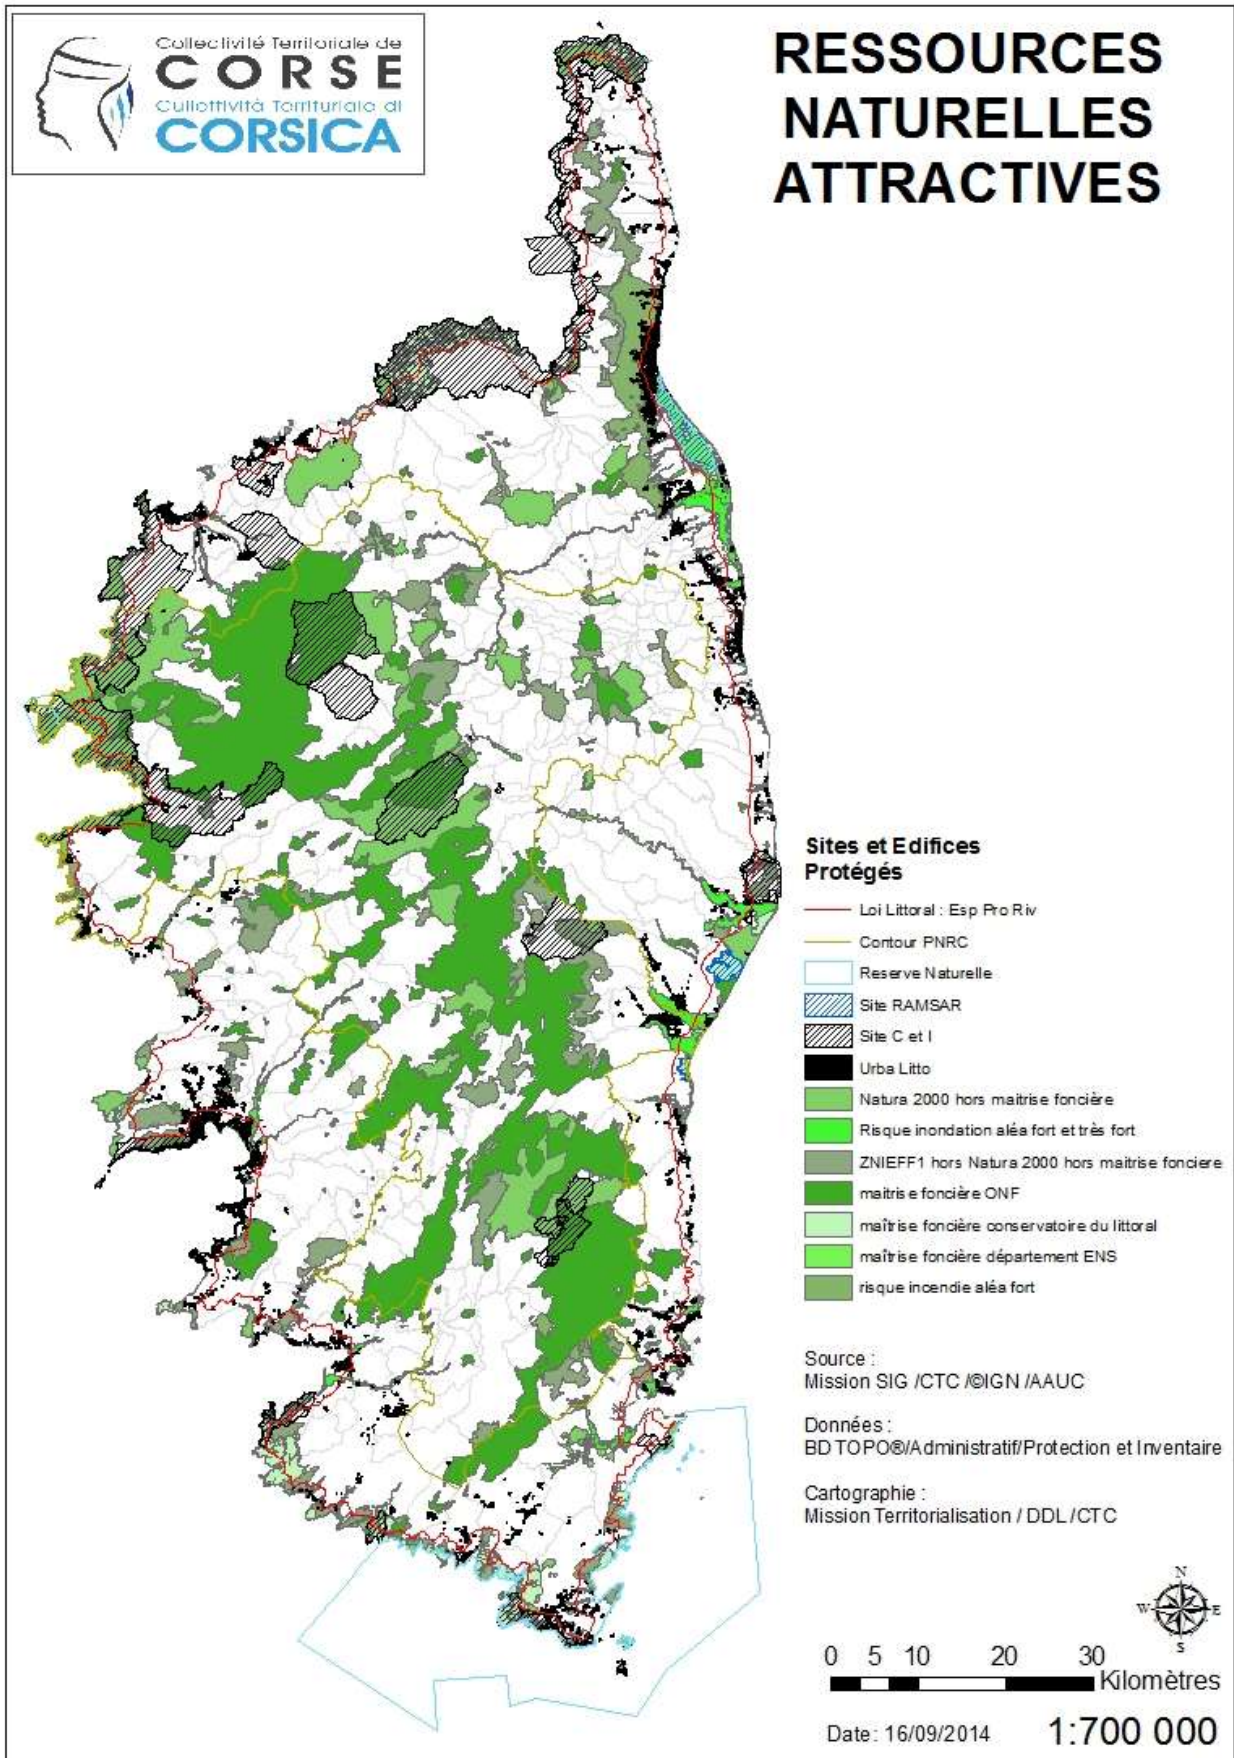 Collectivité Territoriale de
CORSE
Cullettività Territuriale di
CORSICA
RESSOURCES
NATURELLES
ATTRACTIVES
Sites et Edifices
Protégés
Loi Littoral : Esp Pro Riv
Contour PNRC
Reserve Naturelle
Site RAMSAR
Site C et I
Urba Litto
Natura 2000 hors maitrise foncière
Risque inondation aléa fort et très fort
ZNIEFF1 hors Natura 2000 hors maitrise fonciere
maitrise foncière ONF
maîtrise foncière conservatoire du littoral
maîtrise foncière département ENS
risque incendie aléa fort
Source :
Mission SIG /CTC /©IGN /AAUC
Données :
BD TOPO®/Administratif/Protection et Inventaire
Cartographie :
Mission Territorialisation / DDL /CTC
N
W E
S
0 5 10 20 30
Kilomètres
Date : 16/09/2014 1:700 000